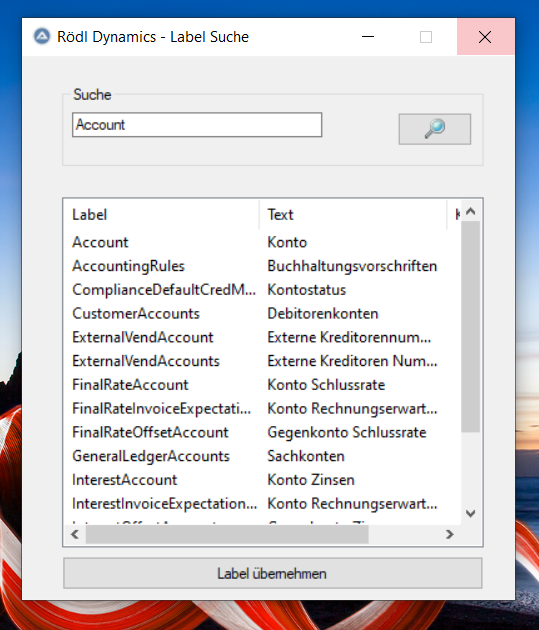 Rödl Dynamics - Label Suche
Suche
Account
Label Text
Account Konto
AccountingRules Buchhaltungsvorschriften
ComplianceDefaultCredM... Kontostatus
CustomerAccounts Debitorenkonten
ExternalVendAccount Externe Kreditorennum...
ExternalVendAccounts Externe Kreditoren Num...
FinalRateAccount Konto Schlussrate
FinalRateInvoiceExpectati... Konto Rechnungserwart...
FinalRateOffsetAccount Gegenkonto Schlussrate
GeneralLedgerAccounts Sachkonten
InterestAccount Konto Zinsen
InterestInvoiceExpectation... Konto Rechnungserwart...
Label übernehmen